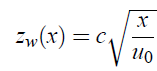 z_w(x) = c√(x/u_0)